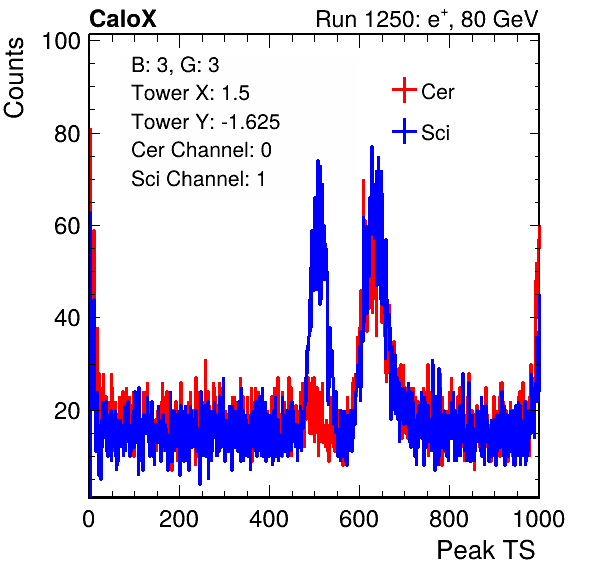 CaloX
Run 1250: e+, 80 GeV
Counts
100
80
60
40
20
B: 3, G: 3
Tower X: 1.5
Tower Y: -1.625
Cer Channel: 0
Sci Channel: 1
Cer
Sci
0 200 400 600 800 1000
Peak TS